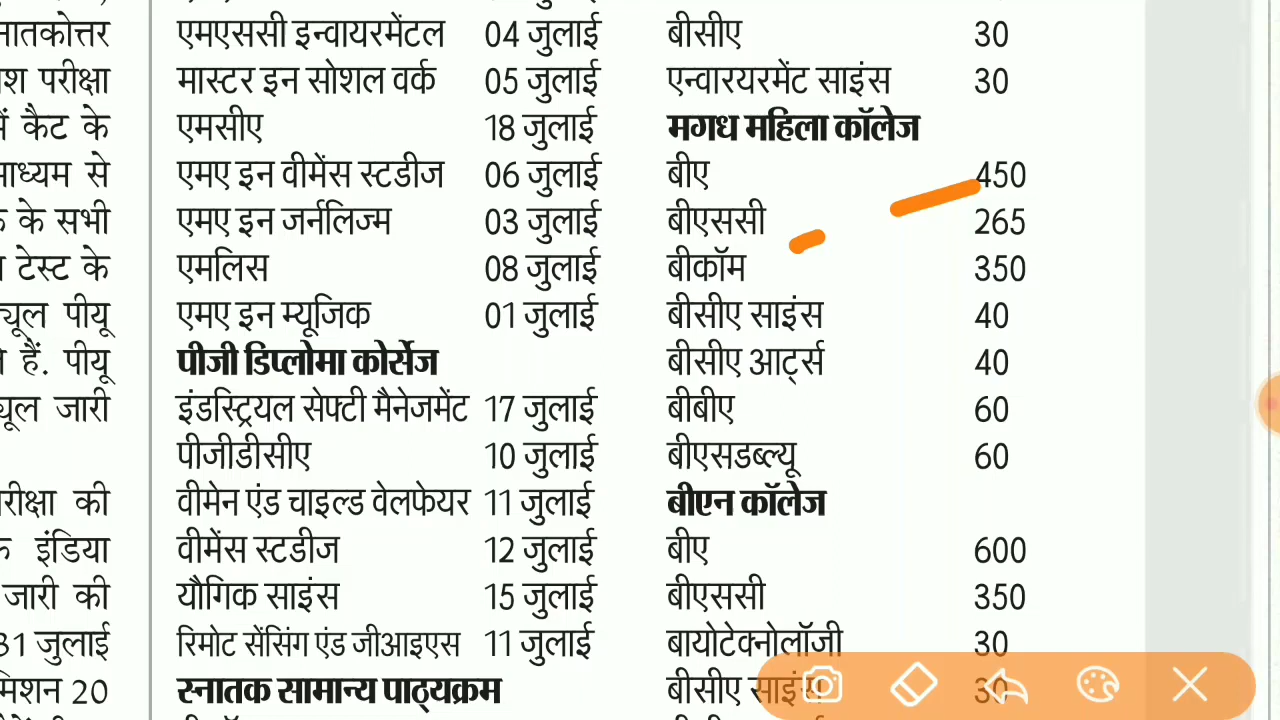 नातकोत्तर
श परीक्षा
कैट के
माध्यम से
के सभी
टेस्ट के
यूल पीयू
हैं. पीयू
यूल जारी
रीक्षा की
इंडिया
जारी की
31 जुलाई
मिशन 20
एमएससी इन्वायरमेंटल 04 जुलाई
मास्टर इन सोशल वर्क 05 जुलाई
एमसीए 18 जुलाई
एमए इन वीमेंस स्टडीज 06 जुलाई
एमए इन जर्नलिज्म 03 जुलाई
एमलिस 08 जुलाई
एमए इन म्यूजिक 01 जुलाई
पीजी डिप्लोमा कोर्सेज
इंडस्ट्रियल सेफ्टी मैनेजमेंट 17 जुलाई
पीजीडीसीए 10 जुलाई
वीमेन एंड चाइल्ड वेलफेयर 11 जुलाई
वीमेंस स्टडीज 12 जुलाई
यौगिक साइंस 15 जुलाई
रिमोट सेंसिंग एंड जीआइएस 11 जुलाई
स्नातक सामान्य पाठ्यक्रम
बीसीए 30
एन्वारयरमेंट साइंस 30
मगध महिला कॉलेज
बीए 450
बीएससी 265
बीकॉम 350
बीसीए साइंस 40
बीसीए आर्ट्स 40
बीबीए 60
बीएसडब्ल्यू 60
बीएन कॉलेज
बीए 600
बीएससी 350
बायोटेक्नोलॉजी 30
बीसीए साइंस 30